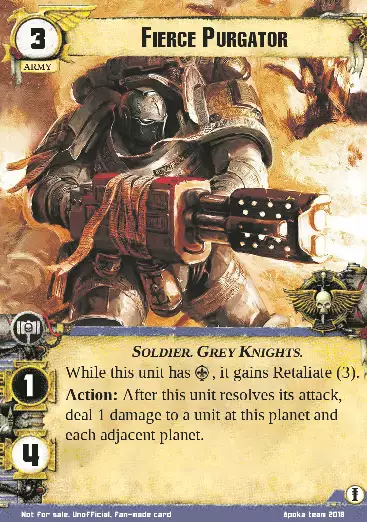 3
FIERCE PURGATOR
ARMY
SOLDIER. GREY KNIGHTS.
While this unit has , it gains Retaliate (3).
1
Action: After this unit resolves its attack,
deal 1 damage to a unit at this planet and
each adjacent planet.
4
Not for sale. Unofficial, Fan-made card
Apoka team 2018